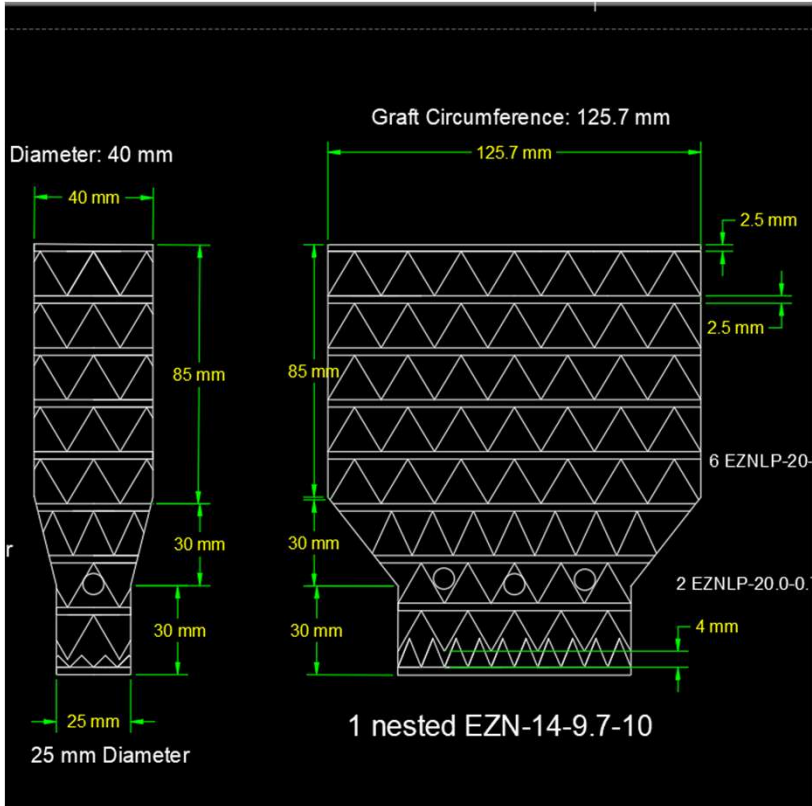 Graft Circumference: 125.7 mm
Diameter: 40 mm
125.7 mm
40 mm
2.5 mm
2.5 mm
85 mm
85 mm
6 EZNLP-20-
30 mm
30 mm
r
2 EZNLP-20.0-0.
30 mm
30 mm
4 mm
25 mm
1 nested EZN-14-9.7-10
25 mm Diameter